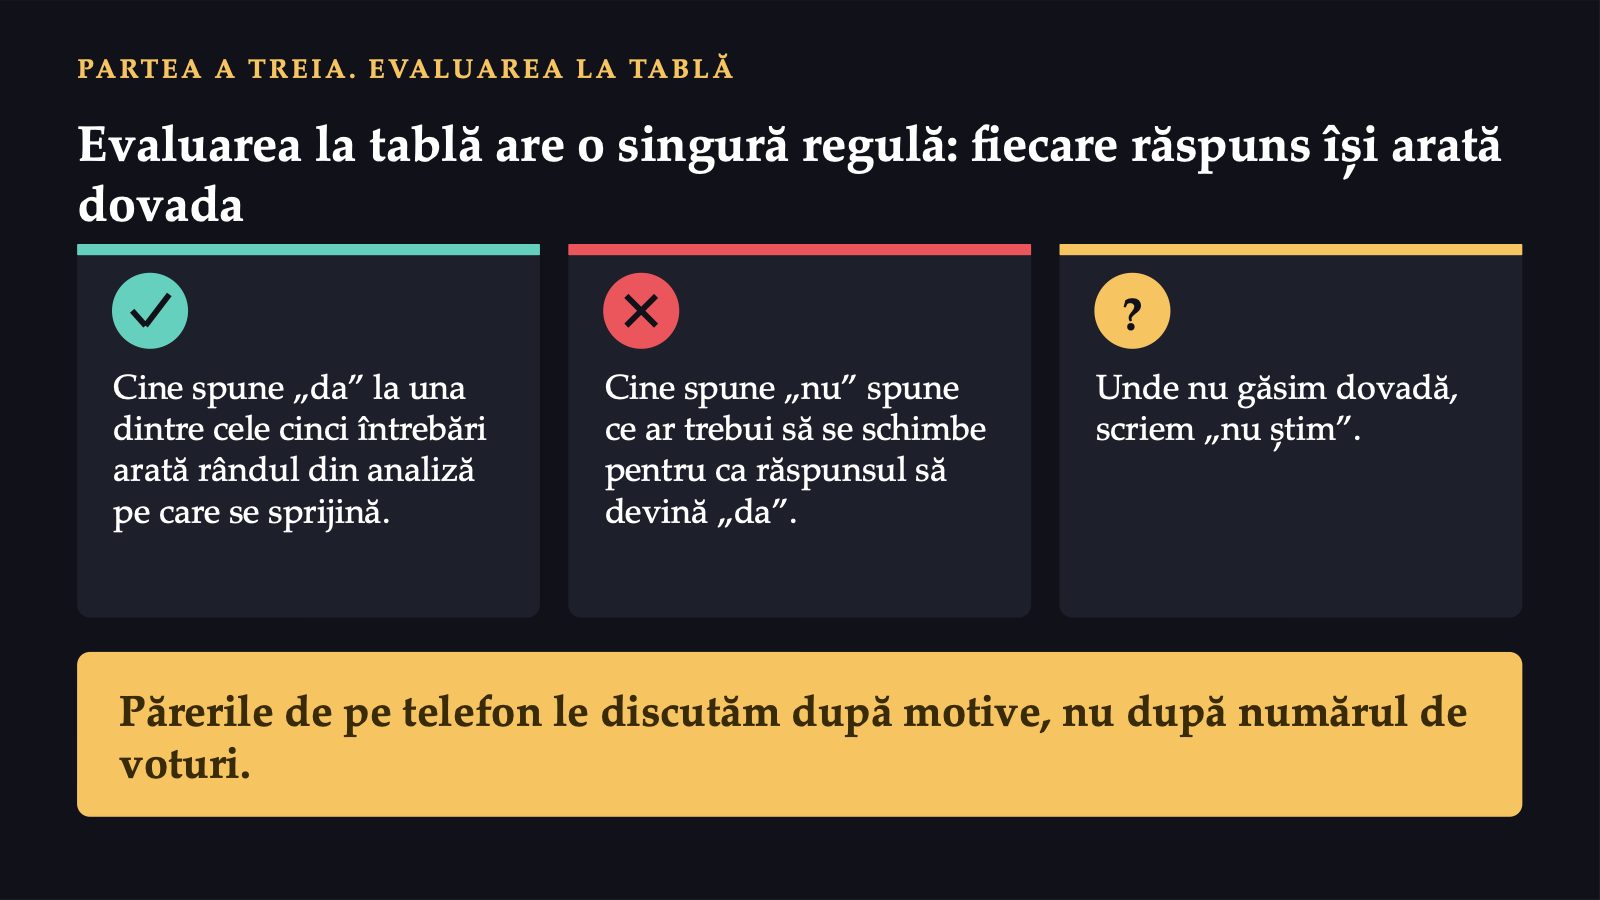 PARTEA A TREIA. EVALUAREA LA TABLĂ
Evaluarea la tablă are o singură regulă: fiecare răspuns își arată
dovada
Cine spune „da” la una
dintre cele cinci întrebări
arată rândul din analiză
pe care se sprijină.
Cine spune „nu” spune
ce ar trebui să se schimbe
pentru ca răspunsul să
devină „da”.
?
Unde nu găsim dovadă,
scriem „nu știm”.
Părerile de pe telefon le discutăm după motive, nu după numărul de
voturi.